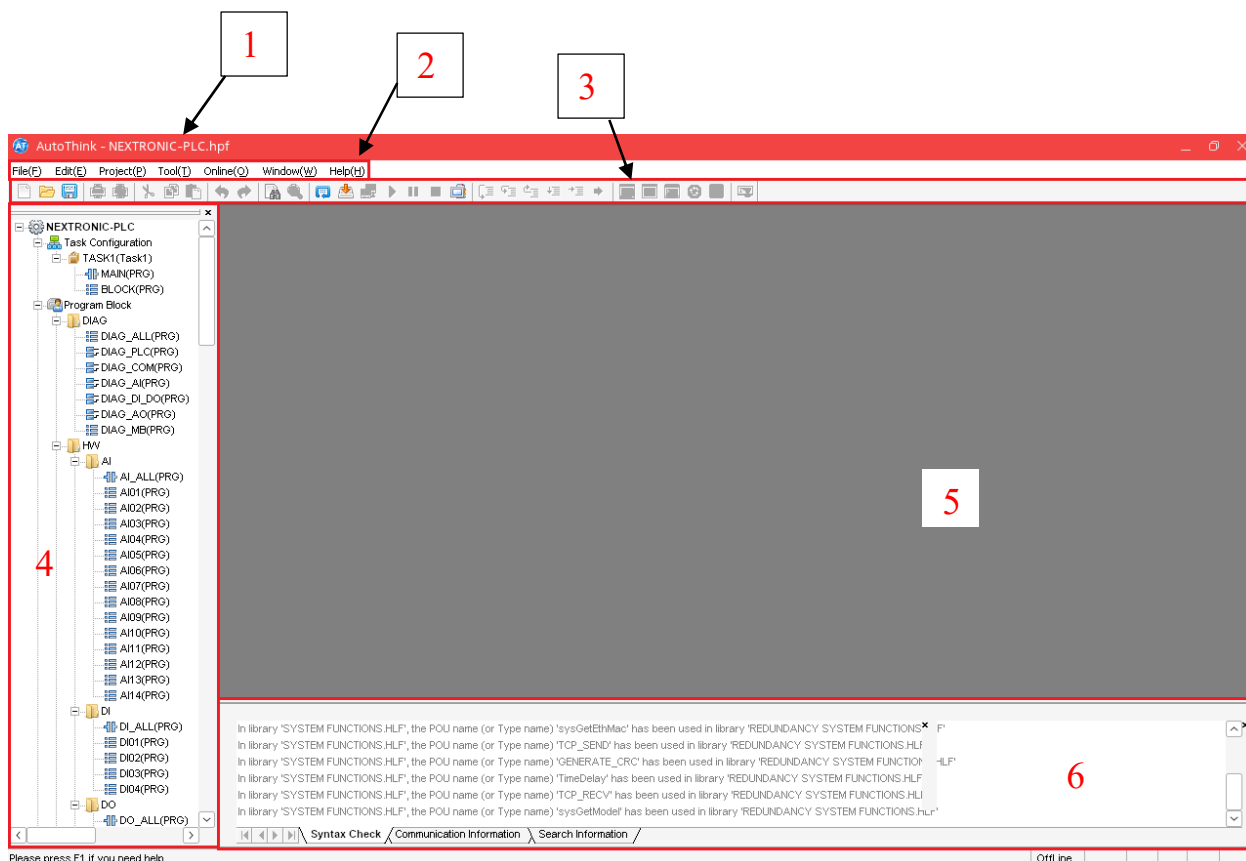 1
2
3
AutoThink - NEXTRONIC-PLC.hpf
File(F) Edit(E) Project(P) Tool(T) Online(O) Window(W) Help(H)
NEXTRONIC-PLC
Task Configuration
TASK1(Task1)
MAIN(PRG)
BLOCK(PRG)
Program Block
DIAG
DIAG_ALL(PRG)
DIAG_PLC(PRG)
DIAG_COM(PRG)
DIAG_AI(PRG)
DIAG_DI_DO(PRG)
DIAG_AO(PRG)
DIAG_MB(PRG)
HW
AI
AI_ALL(PRG)
AI01(PRG)
AI02(PRG)
AI03(PRG)
AI04(PRG)
AI05(PRG)
AI06(PRG)
AI07(PRG)
AI08(PRG)
AI09(PRG)
AI10(PRG)
AI11(PRG)
AI12(PRG)
AI13(PRG)
AI14(PRG)
DI
DI_ALL(PRG)
DI01(PRG)
DI02(PRG)
DI03(PRG)
DI04(PRG)
DO
DO_ALL(PRG)
4
5
In library 'SYSTEM FUNCTIONS.HLF', the POU name (or Type name) 'sysGetEthMac' has been used in library 'REDUNDANCY SYSTEM FUNCTIONS F'
In library 'SYSTEM FUNCTIONS.HLF', the POU name (or Type name) 'TCP_SEND' has been used in library 'REDUNDANCY SYSTEM FUNCTIONS.HLF
In library 'SYSTEM FUNCTIONS.HLF', the POU name (or Type name) 'GENERATE_CRC' has been used in library 'REDUNDANCY SYSTEM FUNCTION HLF'
In library 'SYSTEM FUNCTIONS.HLF', the POU name (or Type name) 'TimeDelay' has been used in library 'REDUNDANCY SYSTEM FUNCTIONS.HLF
In library 'SYSTEM FUNCTIONS.HLF', the POU name (or Type name) 'TCP_RECV' has been used in library 'REDUNDANCY SYSTEM FUNCTIONS.HL
In library 'SYSTEM FUNCTIONS.HLF', the POU name (or Type name) 'sysGetModel' has been used in library 'REDUNDANCY SYSTEM FUNCTIONS.HLF'
6
Syntax Check Communication Information Search Information
Please press F1 if you need help
OffLine